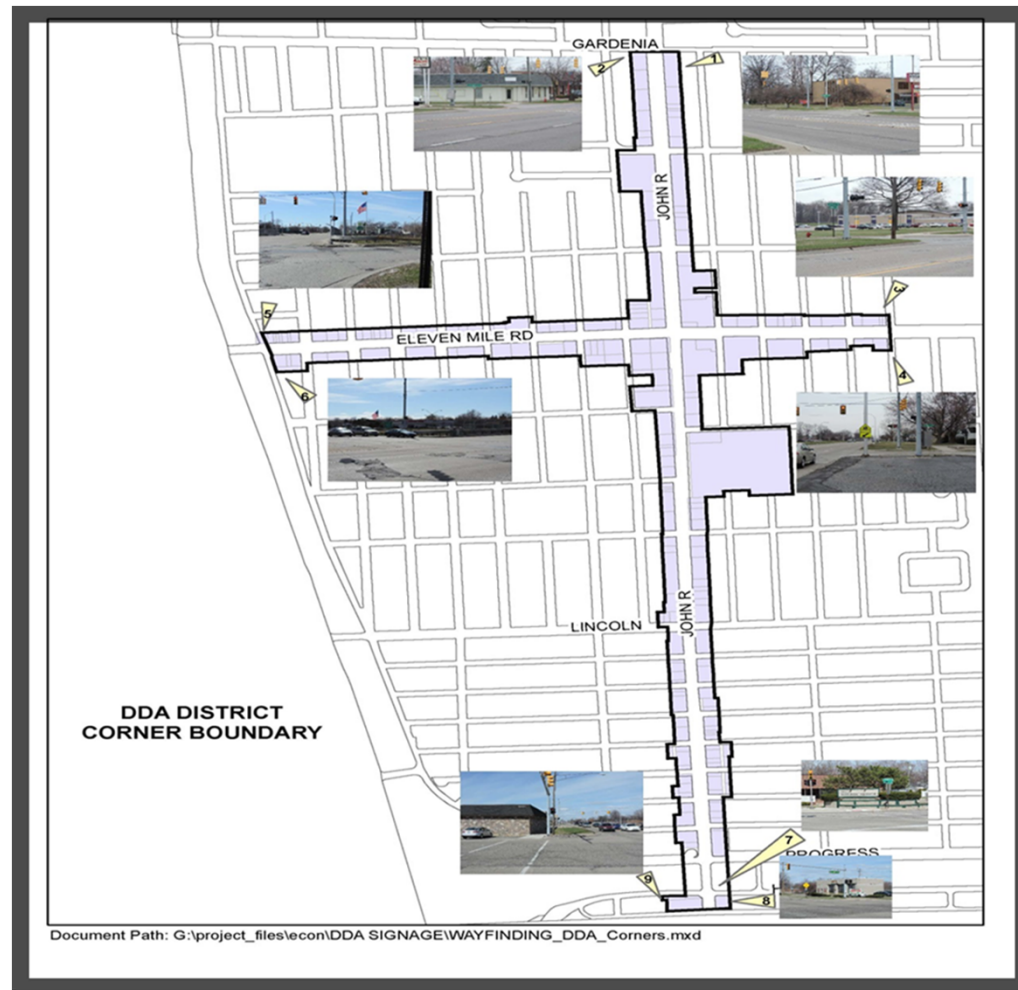 GARDENIA
2
1
JOHN R
3
5
ELEVEN MILE RD
4
6
JOHN R
LINCOLN
DDA DISTRICT
CORNER BOUNDARY
7
PROGRESS
9
8
Document Path: G:\project_files\econ\DDA SIGNAGE\WAYFINDING_DDA_Corners.mxd